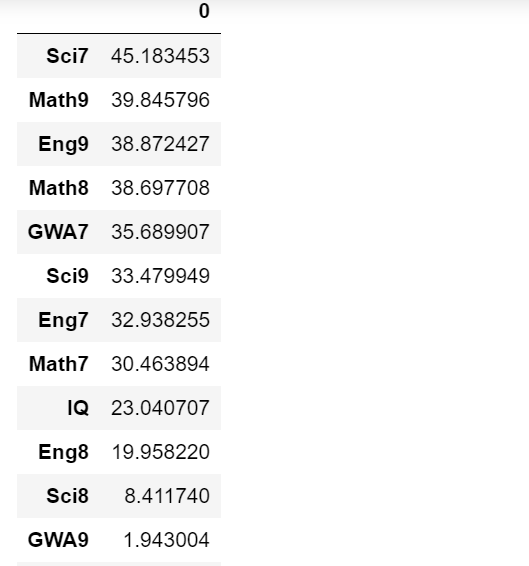 0
Sci7 45.183453
Math9 39.845796
Eng9 38.872427
Math8 38.697708
GWA7 35.689907
Sci9 33.479949
Eng7 32.938255
Math7 30.463894
IQ 23.040707
Eng8 19.958220
Sci8 8.411740
GWA9 1.943004